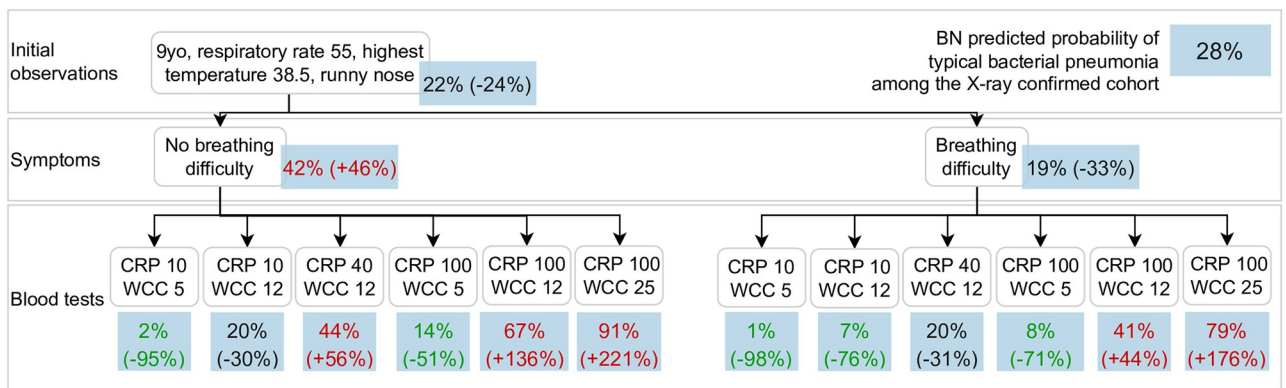 Initial
observations
9yo, respiratory rate 55, highest
temperature 38.5, runny nose
22% (-24%)
BN predicted probability of
typical bacterial pneumonia
among the X-ray confirmed cohort
28%
Symptoms
No breathing
difficulty
42% (+46%)
Breathing
difficulty
19% (-33%)
Blood tests
CRP 10
WCC 5
2%
(-95%)
CRP 10
WCC 12
20%
(-30%)
CRP 40
WCC 12
44%
(+56%)
CRP 100
WCC 5
14%
(-51%)
CRP 100
WCC 12
67%
(+136%)
CRP 100
WCC 25
91%
(+221%)
CRP 10
WCC 5
1%
(-98%)
CRP 10
WCC 12
7%
(-76%)
CRP 40
WCC 12
20%
(-31%)
CRP 100
WCC 5
8%
(-71%)
CRP 100
WCC 12
41%
(+44%)
CRP 100
WCC 25
79%
(+176%)